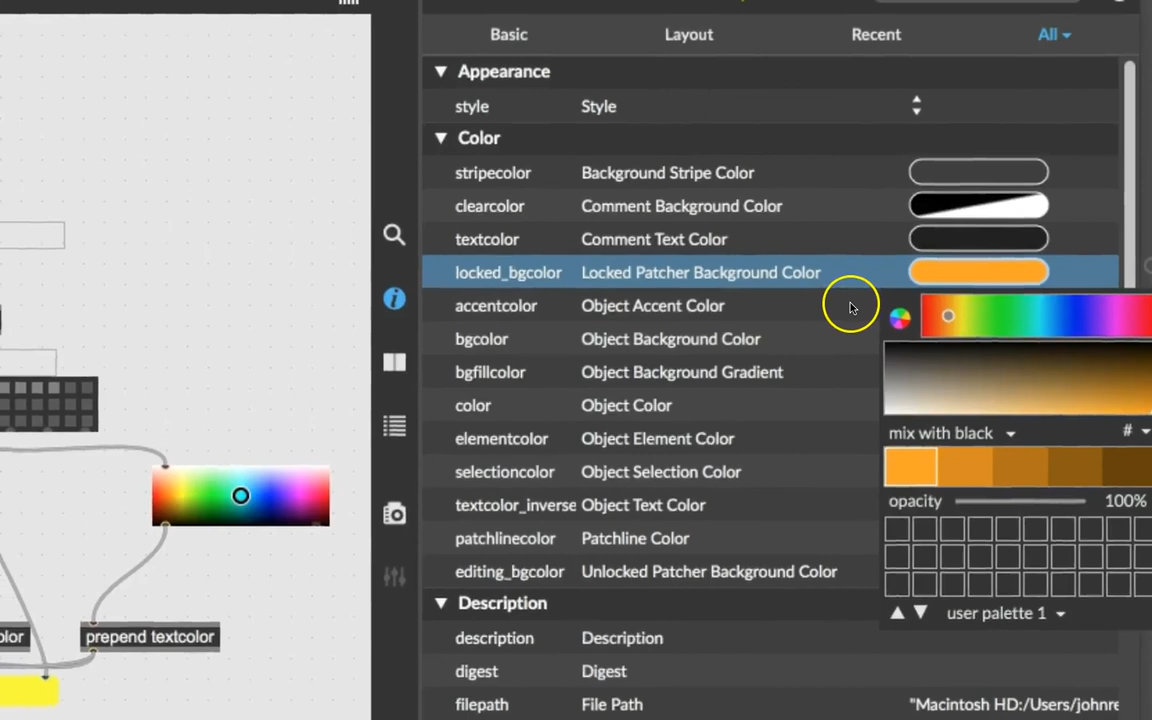 Basic Layout Recent All
Appearance
style Style
Color
stripecolor Background Stripe Color
clearcolor Comment Background Color
textcolor Comment Text Color
locked_bgcolor Locked Patcher Background Color
accentcolor Object Accent Color
bgcolor Object Background Color
bgfillcolor Object Background Gradient
color Object Color
mix with black #
elementcolor Object Element Color
selectioncolor Object Selection Color
opacity 100%
textcolor_inverse Object Text Color
patchlinecolor Patchline Color
editing_bgcolor Unlocked Patcher Background Color
user palette 1
Description
description Description
digest Digest
filepath File Path "Macintosh HD:/Users/johnre
olor
prepend textcolor